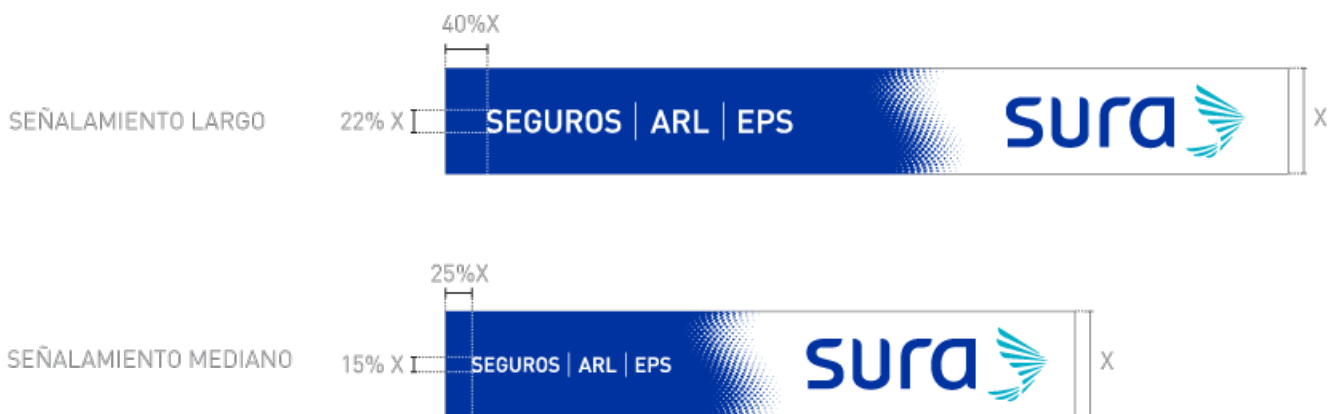 40%X
SEÑALAMIENTO LARGO 22% X SEGUROS | ARL | EPS sura X
25%X
SEÑALAMIENTO MEDIANO 15% X SEGUROS | ARL | EPS sura X